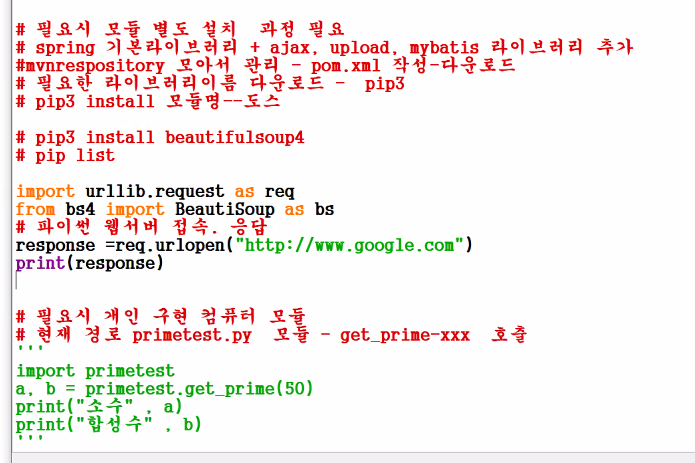 # 필요시 모듈 별도 설치  과정 필요
# spring 기본라이브러리 + ajax, upload, mybatis 라이브러리 추가
#mvnrespository 모아서 관리 - pom.xml 작성-다운로드
# 필요한 라이브러리이름 다운로드 -  pip3
# pip3 install 모듈명--도스
# pip3 install beautifulsoup4
# pip list
import urllib.request as req
from bs4 import BeautiSoup as bs
# 파이썬 웹서버 접속. 응답
response =req.urlopen("http://www.google.com")
print(response)
# 필요시 개인 구현 컴퓨터 모듈
# 현재 경로 primetest.py  모듈 - get_prime-xxx  호출
'''
import primetest
a, b = primetest.get_prime(50)
print("소수" , a)
print("합성수" , b)
'''